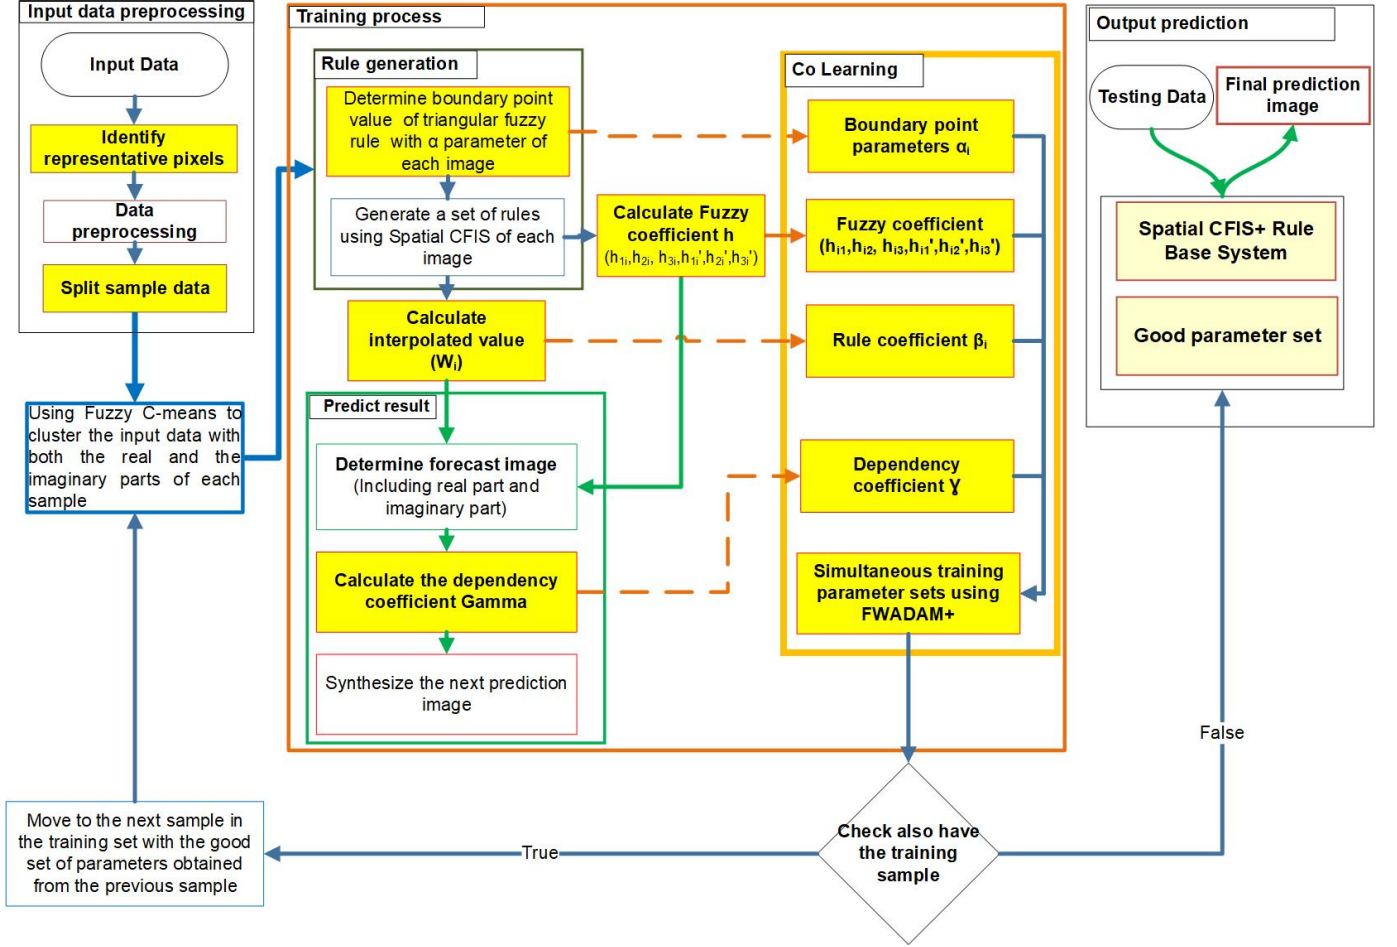 Input data preprocessing
Input Data
Identify
representative pixels
Data
preprocessing
Split sample data
Using Fuzzy C-means to
cluster the input data with
both the real and the
imaginary parts of each
sample
Move to the next sample in
the training set with the good
set of parameters obtained
from the previous sample
Training process
Rule generation
Determine boundary point
value of triangular fuzzy
rule with α parameter of
each image
Generate a set of rules
using Spatial CFIS of each
image
Calculate Fuzzy
coefficient h
(h1i,h2i, h3i,h1i',h2i',h3i')
Calculate
interpolated value
(Wi)
Predict result
Determine forecast image
(Including real part and
imaginary part)
Calculate the dependency
coefficient Gamma
Synthesize the next prediction
image
Co Learning
Boundary point
parameters αi
Fuzzy coefficient
(hi1,hi2, hi3,hi1',hi2',hi3')
Rule coefficient βi
Dependency
coefficient Ɣ
Simultaneous training
parameter sets using
FWADAM+
Check also have
the training
sample
True
False
Output prediction
Testing Data
Final prediction
image
Spatial CFIS+ Rule
Base System
Good parameter set